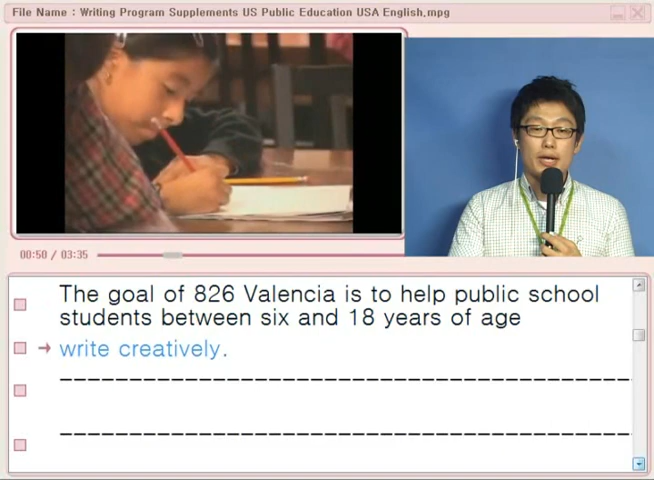 File Name : Writing Program Supplements US Public Education USA English.mpg
00:50 / 03:35
The goal of 826 Valencia is to help public school
students between six and 18 years of age
→ write creatively.